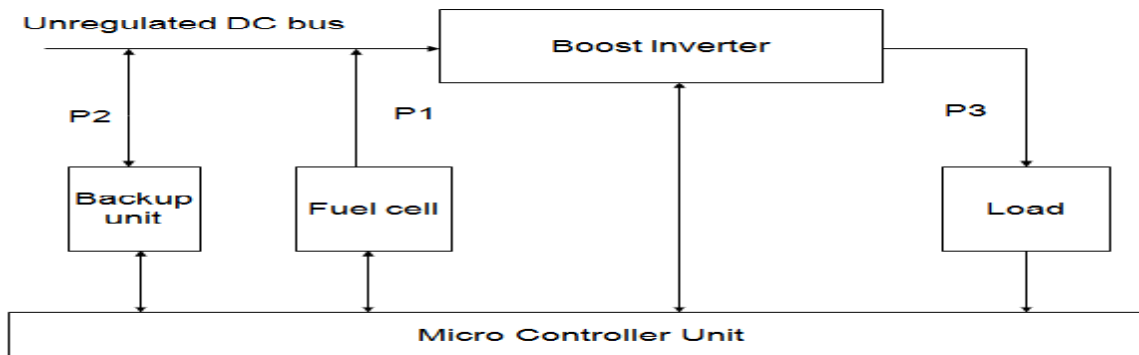 Unregulated DC bus
Boost Inverter
P2
P1
P3
Backup
unit
Fuel cell
Load
Micro Controller Unit